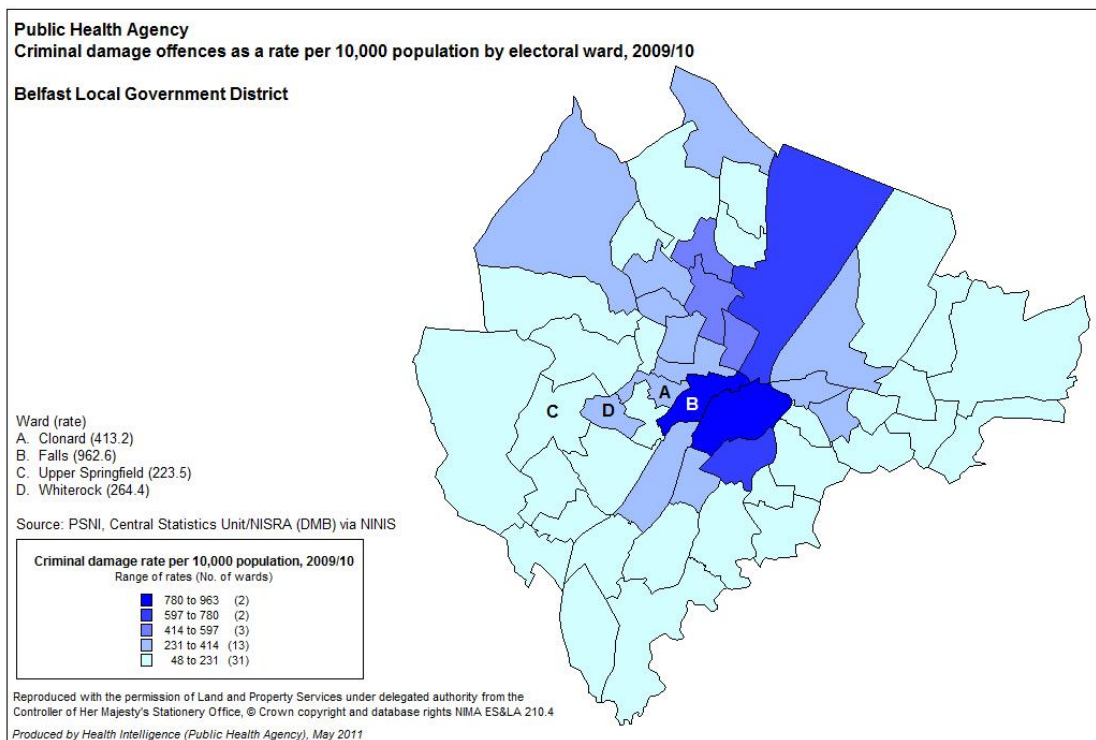 Public Health Agency
Criminal damage offences as a rate per 10,000 population by electoral ward, 2009/10
Belfast Local Government District
A
B
C
D
Ward (rate)
A. Clonard (413.2)
B. Falls (962.6)
C. Upper Springfield (223.5)
D. Whiterock (264.4)
Source: PSNI, Central Statistics Unit/NISRA (DMB) via NINIS
Criminal damage rate per 10,000 population, 2009/10
Range of rates (No. of wards)
780 to 963 (2)
597 to 780 (2)
414 to 597 (3)
231 to 414 (13)
48 to 231 (31)
Reproduced with the permission of Land and Property Services under delegated authority from the
Controller of Her Majesty's Stationery Office, © Crown copyright and database rights NIMA ES&LA 210.4
Produced by Health Intelligence (Public Health Agency), May 2011